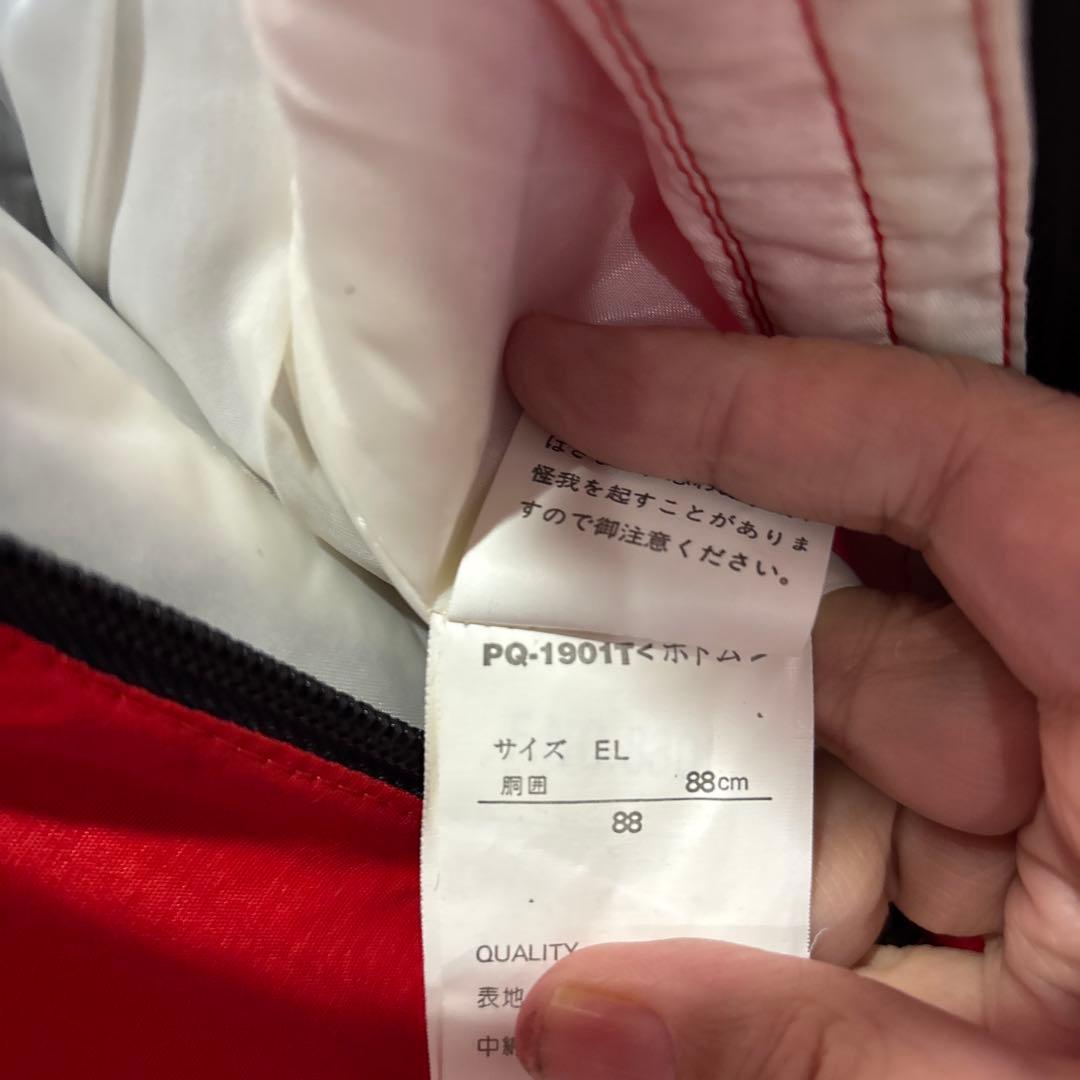 怪我を起すことがありま
すので御注意ください。
PQ-1901T<ボトム
サイズ EL
胴囲 88cm
88
QUALITY
表地
中綿